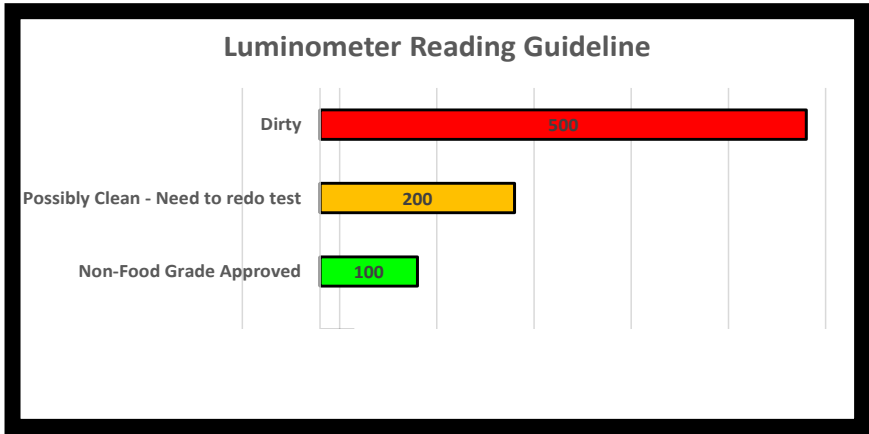 Luminometer Reading Guideline
Dirty
500
Possibly Clean - Need to redo test
200
Non-Food Grade Approved
100